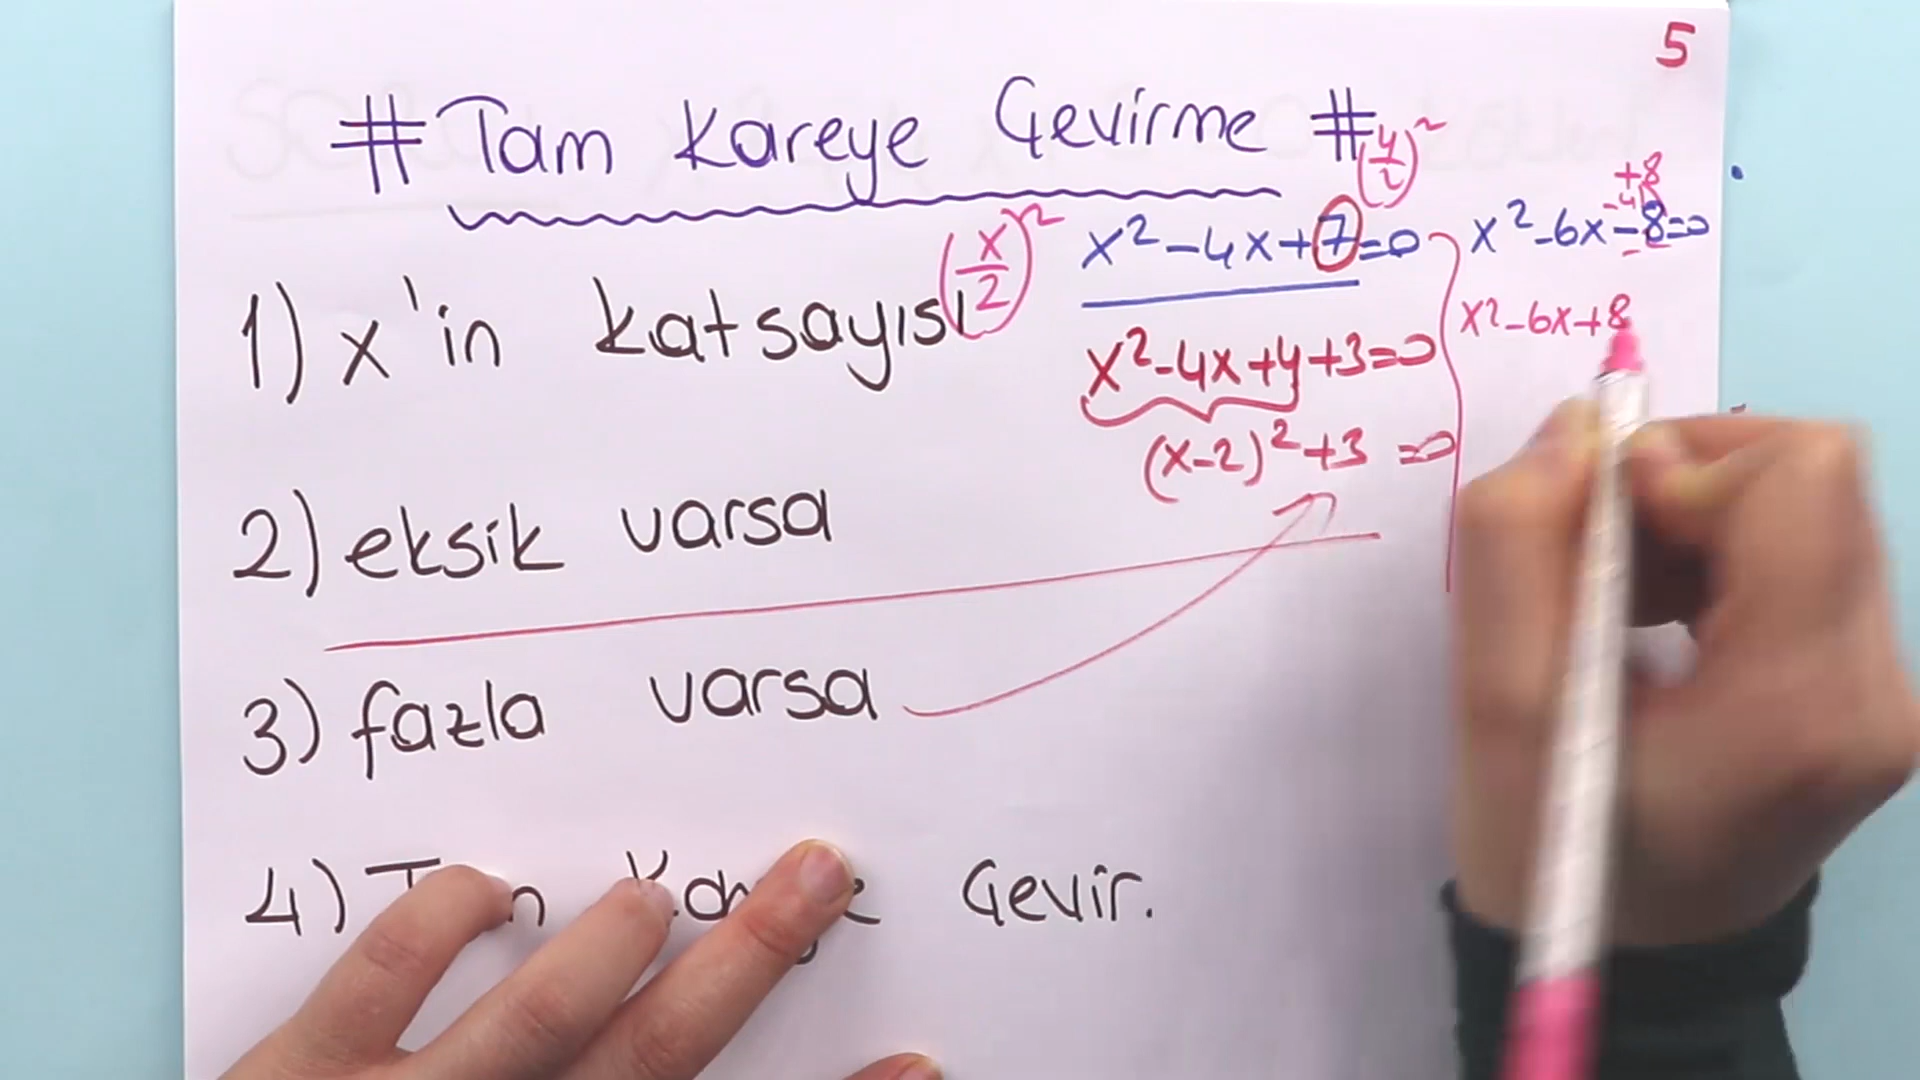 5
# Tam Kareye Çevirme #
(x/2)²
(4/2)²
1) x'in katsayısı
2) eksik varsa
3) fazla varsa
4) Çevir.
x² - 4x + 7 = 0
x² - 4x + 4 + 3 = 0
(x - 2)² + 3 = 0
+8
-4
x² - 6x - 8 = 0
x² - 6x + 8